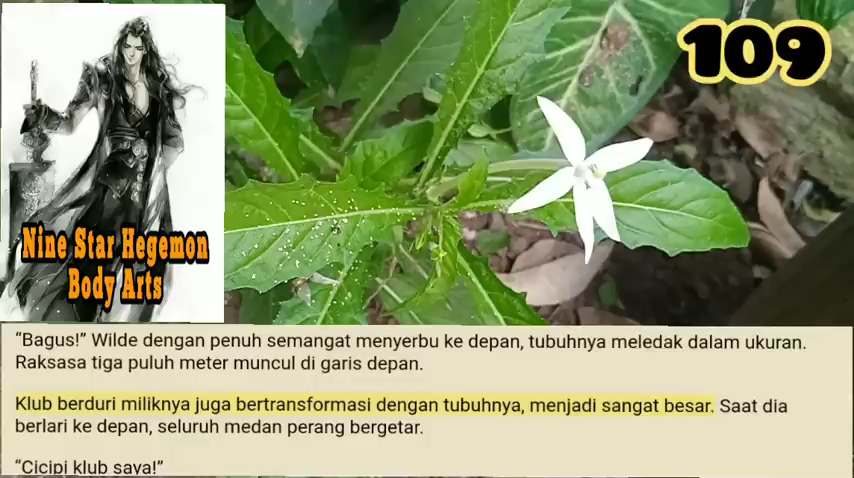 109
Nine Star Hegemon
Body Arts
“Bagus!” Wilde dengan penuh semangat menyerbu ke depan, tubuhnya meledak dalam ukuran.
Raksasa tiga puluh meter muncul di garis depan.
Klub berduri miliknya juga bertransformasi dengan tubuhnya, menjadi sangat besar. Saat dia
berlari ke depan, seluruh medan perang bergetar.
“Cicipi klub saya!”